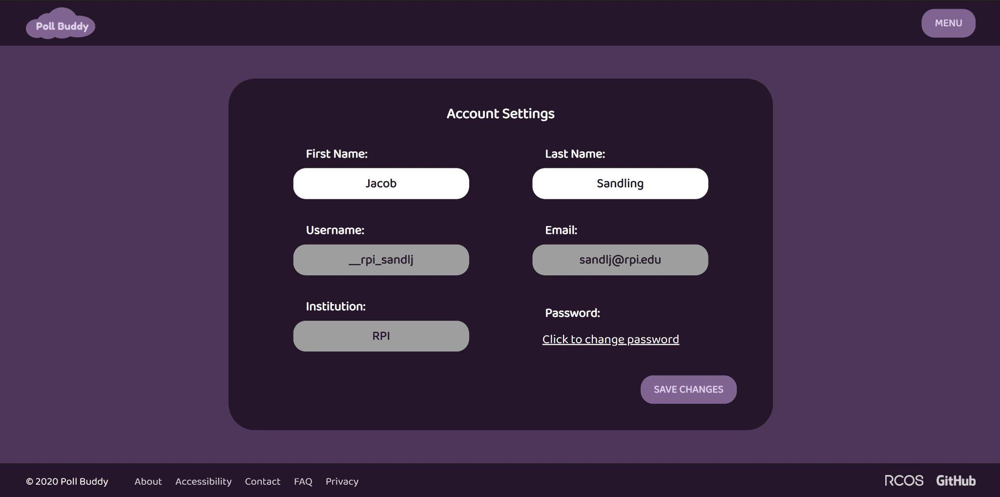 Poll Buddy
MENU
Account Settings
First Name:
Last Name:
Jacob
Sandling
Username:
Email:
__rpi_sandlj
sandlj@rpi.edu
Institution:
Password:
RPI
Click to change password
SAVE CHANGES
© 2020 Poll Buddy About Accessibility Contact FAQ Privacy RCOS GitHub